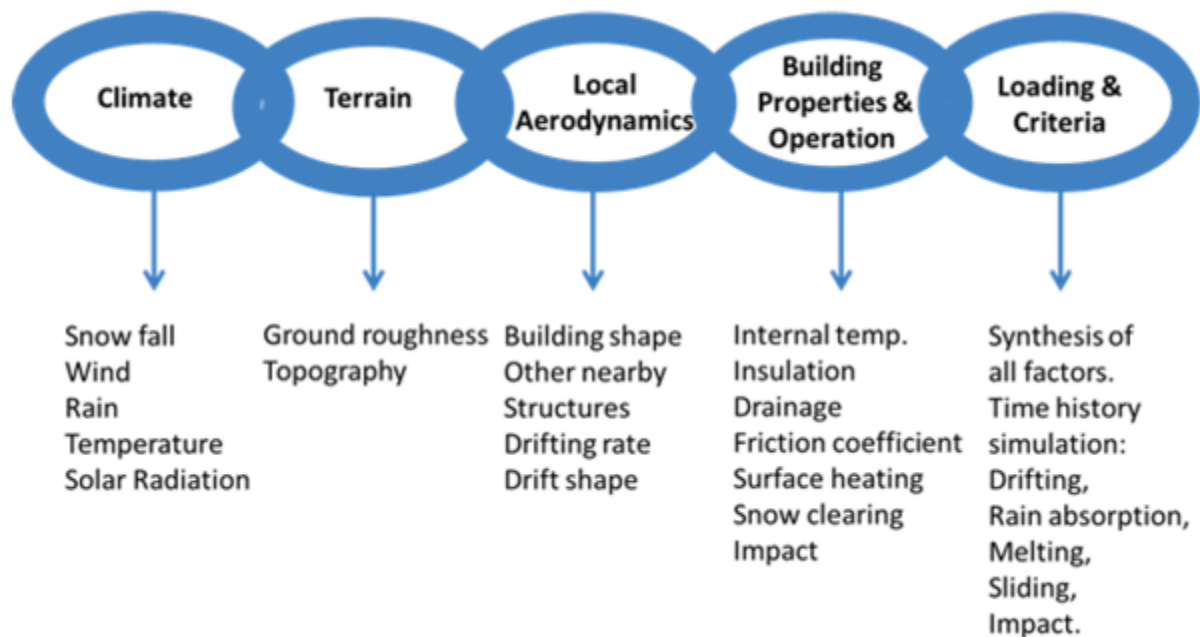 Climate
Terrain
Local
Aerodynamics
Building
Properties &
Operation
Loading &
Criteria
Snow fall
Wind
Rain
Temperature
Solar Radiation
Ground roughness
Topography
Building shape
Other nearby
Structures
Drifting rate
Drift shape
Internal temp.
Insulation
Drainage
Friction coefficient
Surface heating
Snow clearing
Impact
Synthesis of
all factors.
Time history
simulation:
Drifting,
Rain absorption,
Melting,
Sliding,
Impact.